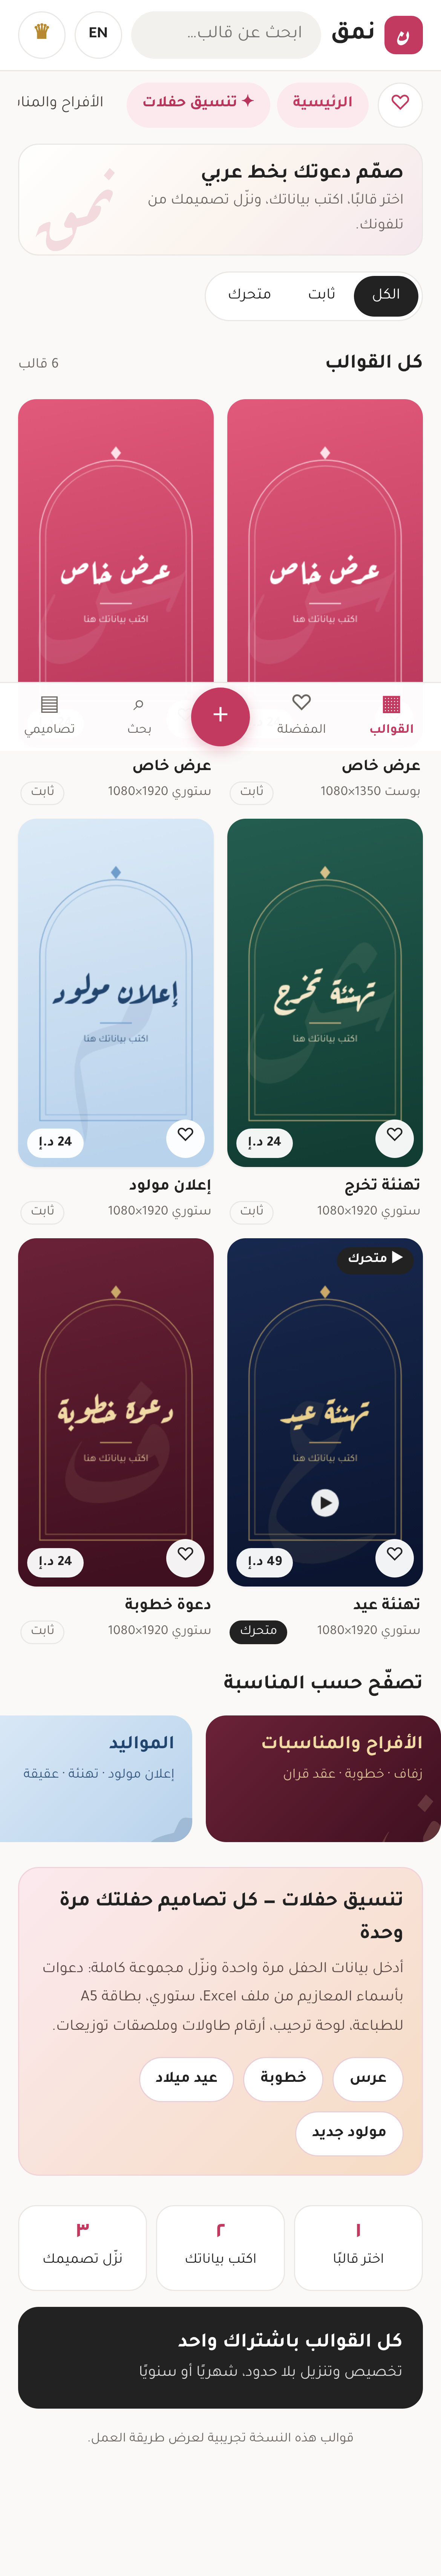 ن نمق ابحث عن قالب... EN
الرئيسية ✦ تنسيق حفلات الأفراح والمنا
صمّم دعوتك بخط عربي
اختر قالبًا، اكتب بياناتك، ونزّل تصميمك من
تلفونك.
نمق
الكل ثابت متحرك
كل القوالب 6 قالب
عرض خاص عرض خاص
اكتب بياناتك هنا اكتب بياناتك هنا
القوالب المفضلة + بحث تصاميمي
عرض خاص عرض خاص
بوست 1080×1350 ثابت ستوري 1080×1920 ثابت
تهنئة تخرج إعلان مولود
اكتب بياناتك هنا اكتب بياناتك هنا
24 د.إ 24 د.إ
تهنئة تخرج إعلان مولود
ستوري 1080×1920 ثابت ستوري 1080×1920 ثابت
▶ متحرك
تهنئة عيد دعوة خطوبة
اكتب بياناتك هنا اكتب بياناتك هنا
49 د.إ 24 د.إ
تهنئة عيد دعوة خطوبة
ستوري 1080×1920 متحرك ستوري 1080×1920 ثابت
تصفّح حسب المناسبة
الأفراح والمناسبات المواليد
زفاف · خطوبة · عقد قران إعلان مولود · تهنئة · عقيقة
تنسيق حفلات — كل تصاميم حفلتك مرة
وحدة
أدخل بيانات الحفل مرة واحدة ونزّل مجموعة كاملة: دعوات
بأسماء المعازيم من ملف Excel، ستوري، بطاقة A5
للطباعة، لوحة ترحيب، أرقام طاولات وملصقات توزيعات.
عرس خطوبة عيد ميلاد
مولود جديد
١ ٢ ٣
اختر قالبًا اكتب بياناتك نزّل تصميمك
كل القوالب باشتراك واحد
تخصيص وتنزيل بلا حدود، شهريًا أو سنويًا
قوالب هذه النسخة تجريبية لعرض طريقة العمل.